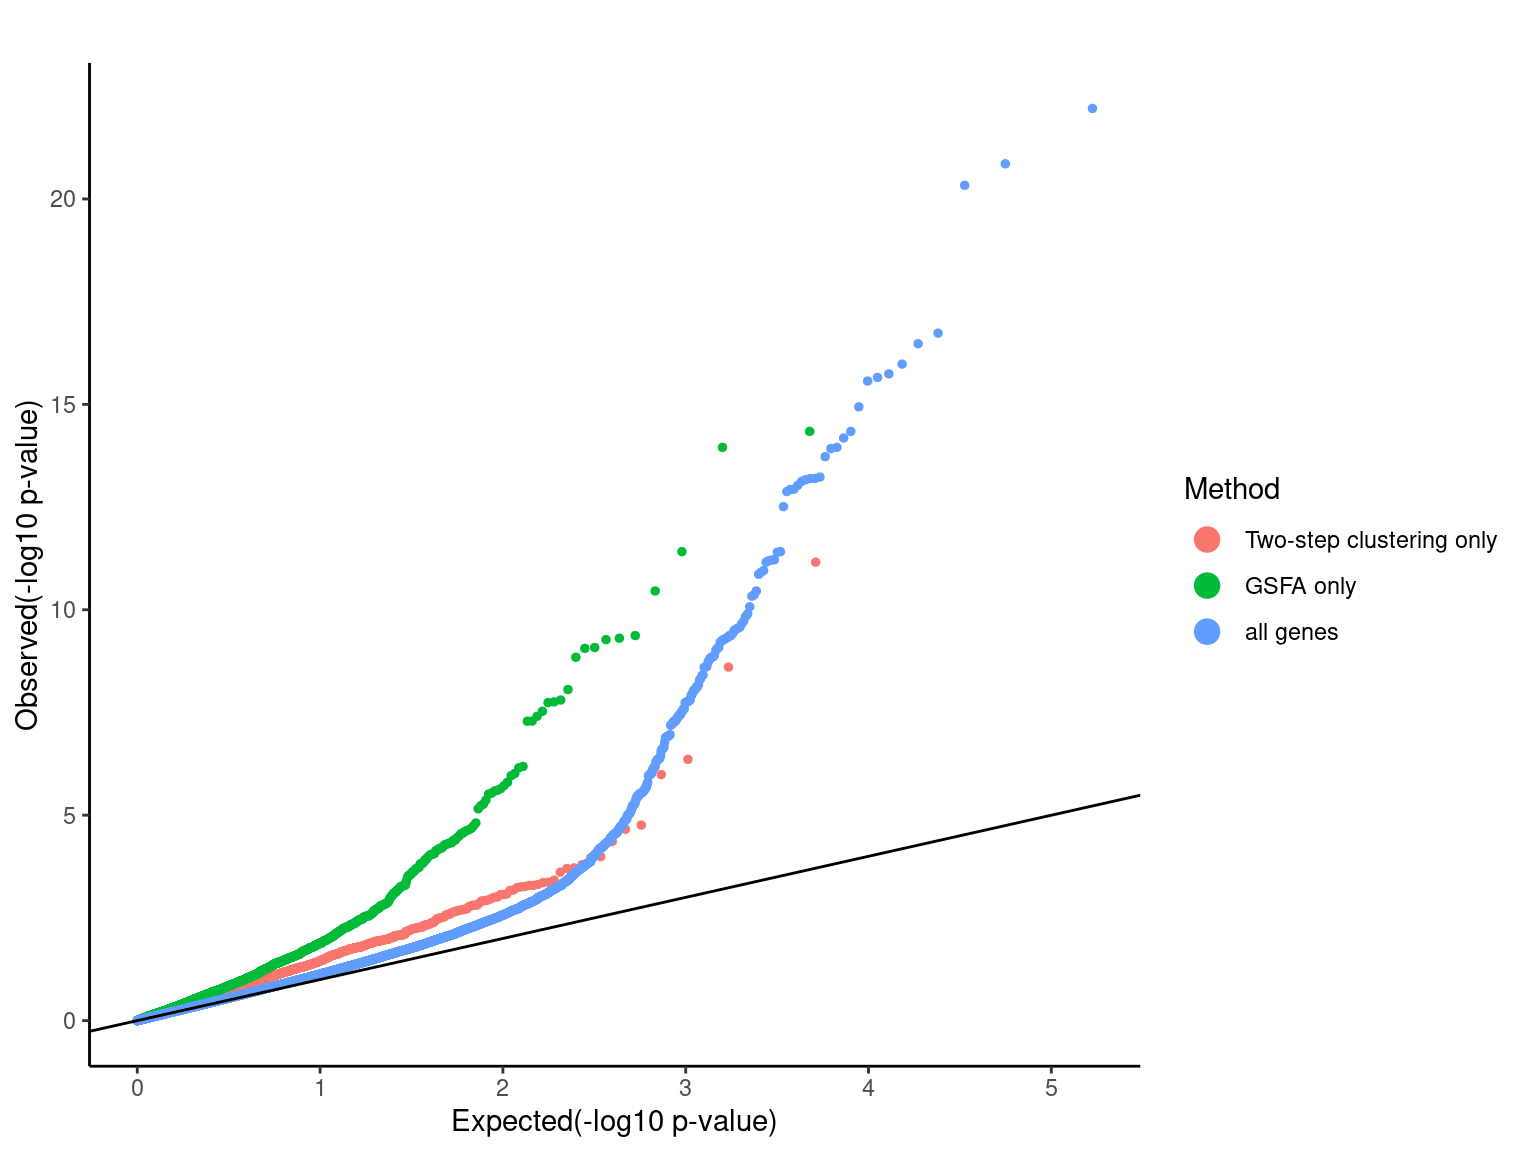 Observed(-log10 p-value)
20
15
10
5
0
0 1 2 3 4 5
Expected(-log10 p-value)
Method
Two-step clustering only
GSFA only
all genes